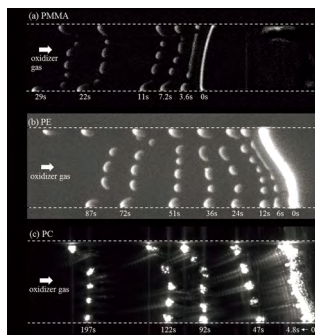 (a) PMMA
oxidizer gas
29s 22s 11s 7.2s 3.6s 0s
(b) PE
oxidizer gas
87s 72s 51s 36s 24s 12s 6s 0s
(c) PC
oxidizer gas
197s 122s 92s 47s 4.8s ← 0